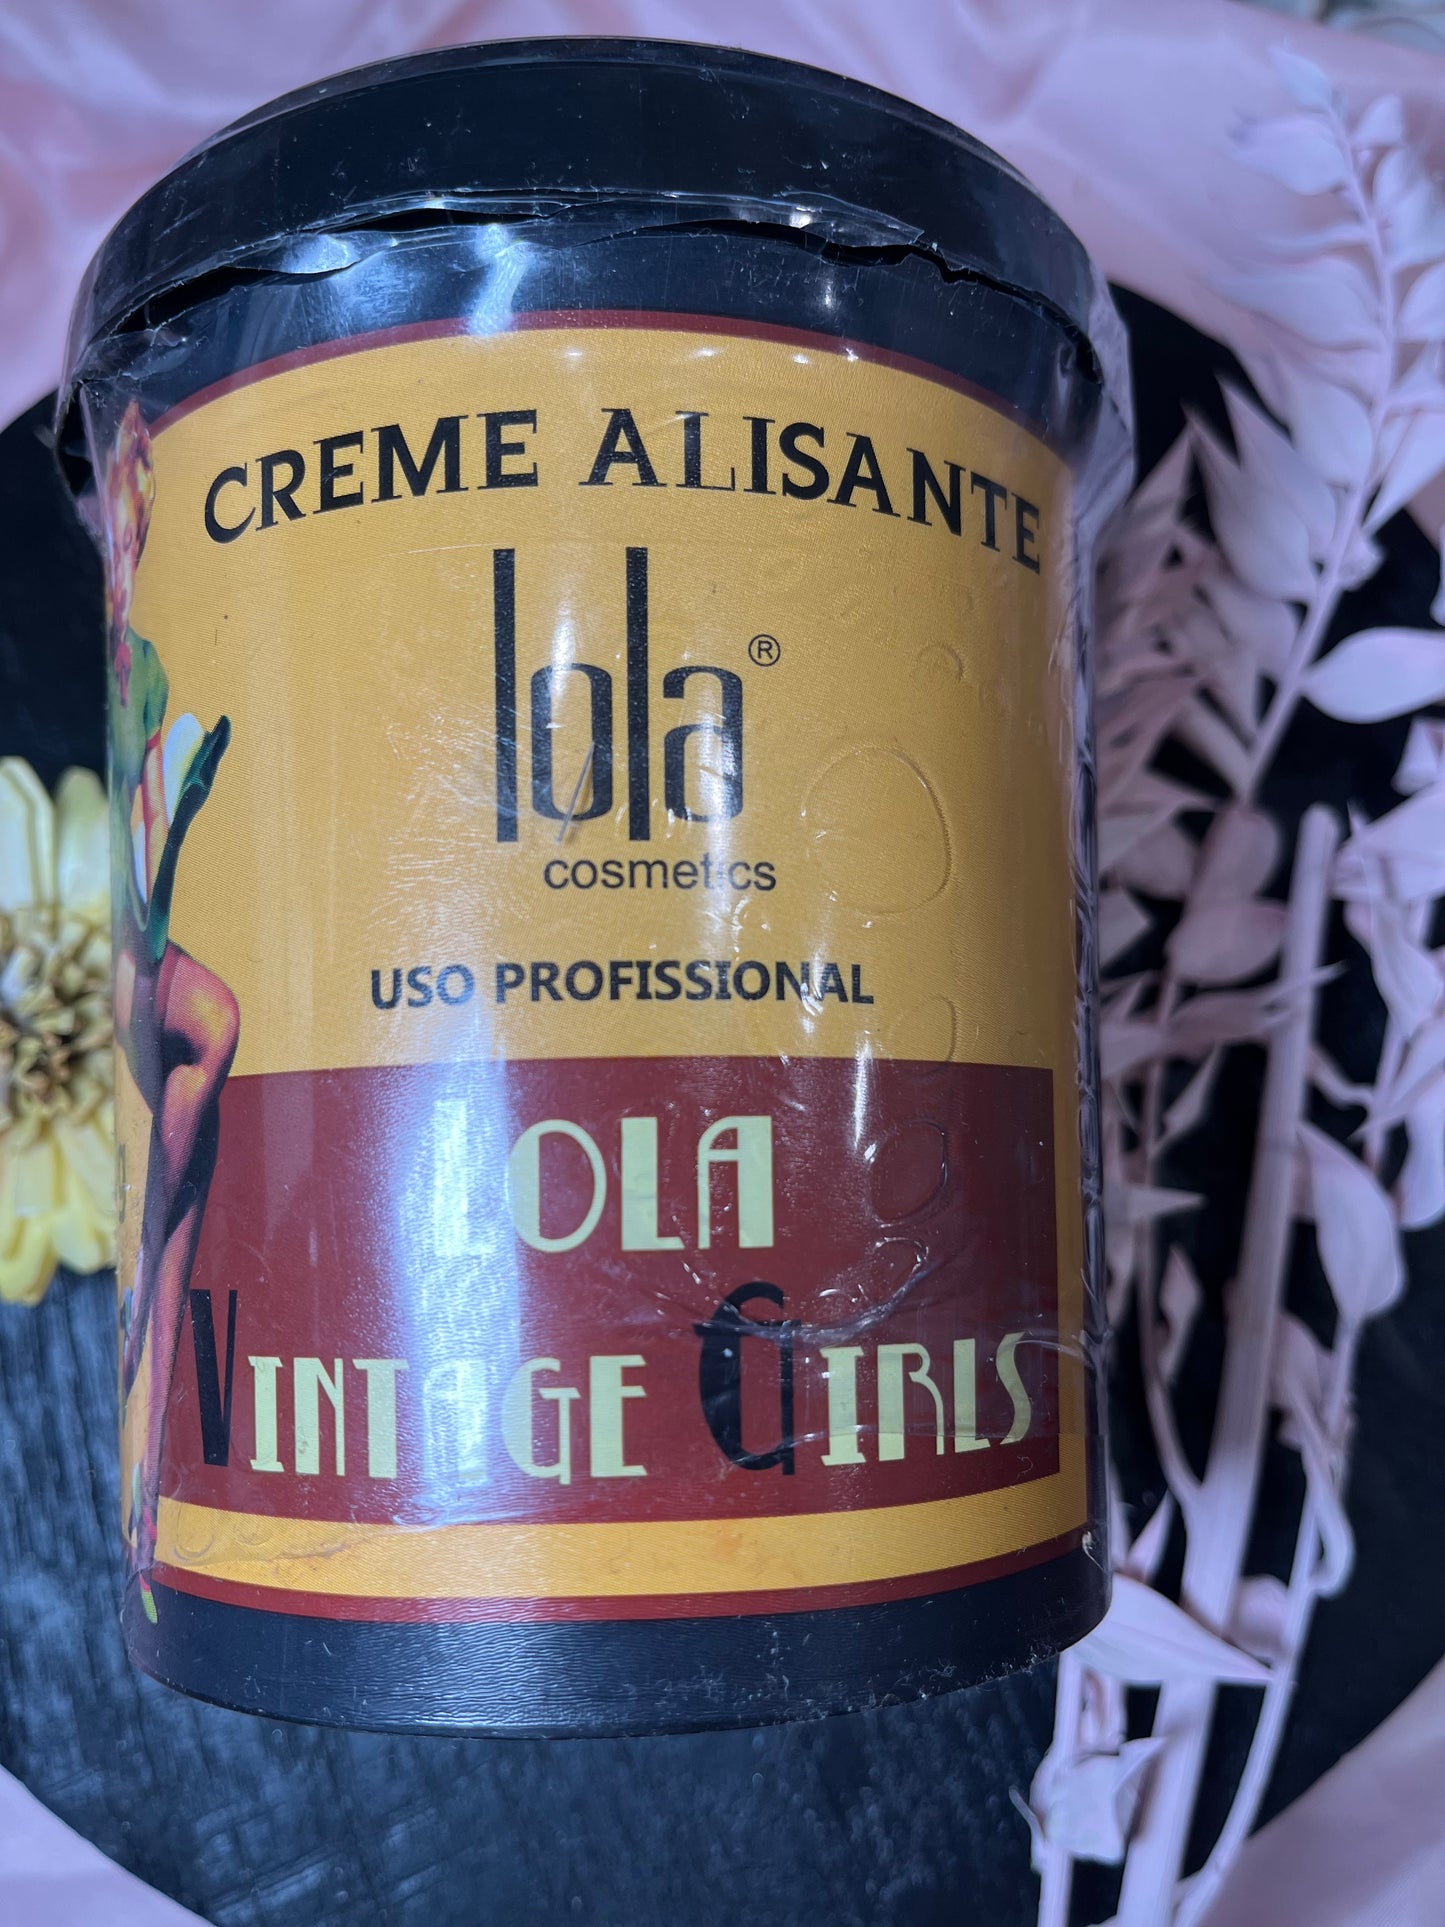 CREME ALISANTE
lola®
cosmetics
USO PROFISSIONAL
LOLA
VINTAGE GIRLS